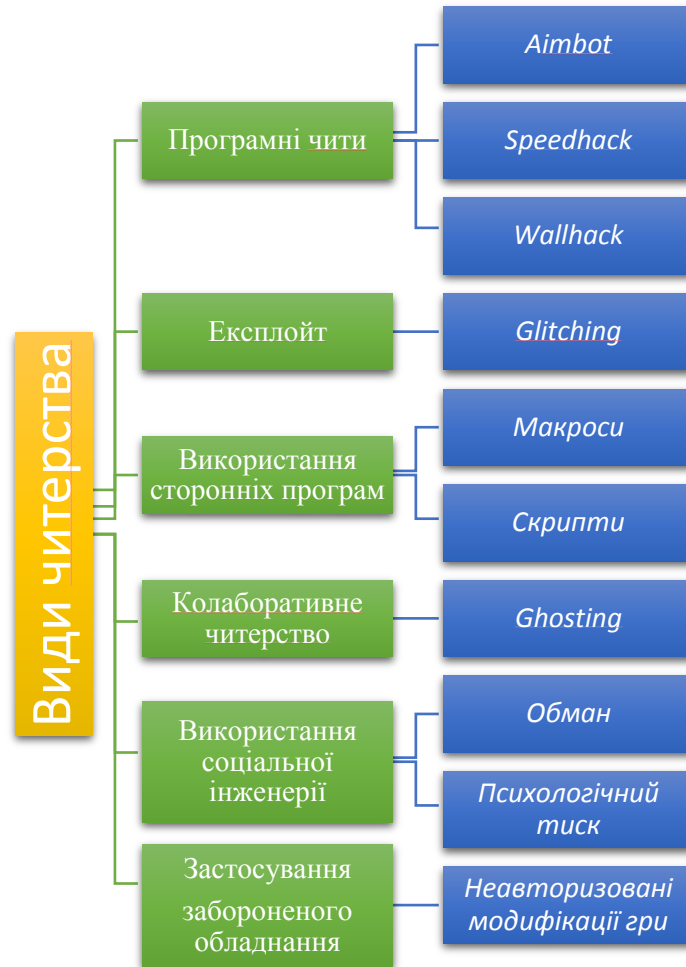 Види читерства
Програмні чити
Aimbot
Speedhack
Wallhack
Експлойт
Glitching
Використання
сторонніх програм
Макроси
Скрипти
Колаборативне
читерство
Ghosting
Використання
соціальної
інженерії
Обман
Психологічний
тиск
Застосування
забороненого
обладнання
Неавторизовані
модифікації гри